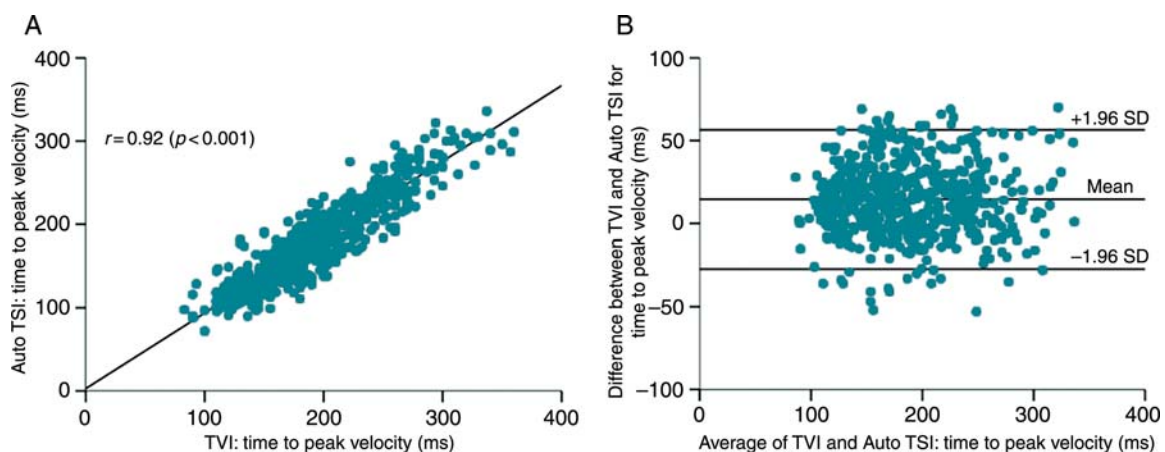 A
Auto TSI: time to peak velocity (ms)
400
300
200
100
0
r=0.92 (p<0.001)
0 100 200 300 400
TVI: time to peak velocity (ms)
B
Difference between TVI and Auto TSI for
time to peak velocity (ms)
100
50
0
−50
−100
+1.96 SD
Mean
−1.96 SD
0 100 200 300 400
Average of TVI and Auto TSI: time to peak velocity (ms)